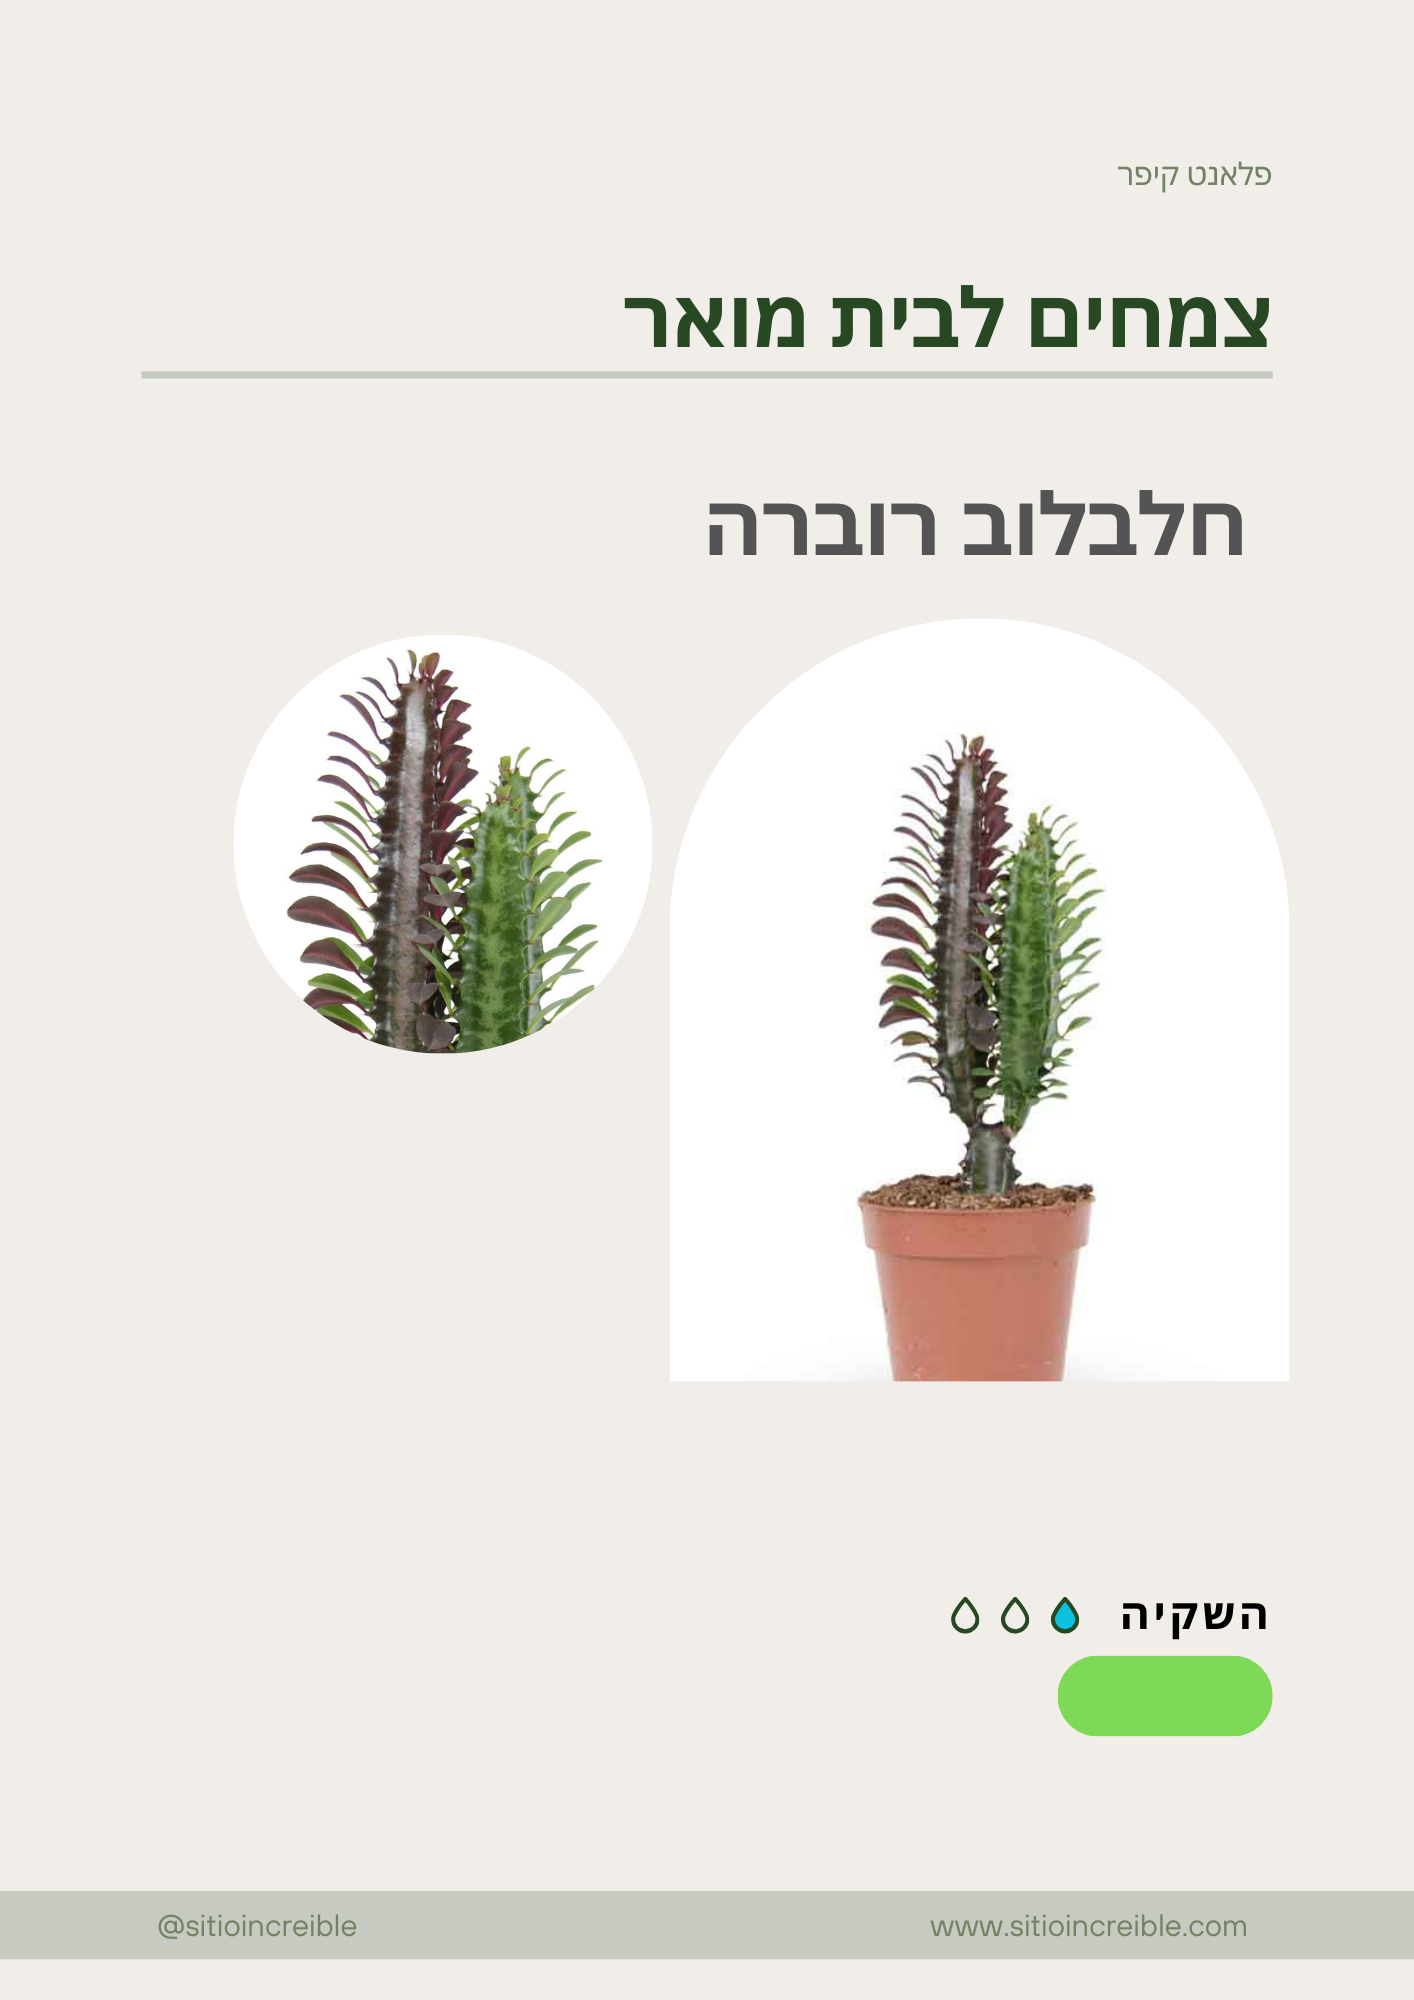 פלאנט קיפר
צמחים לבית מואר
חלבלוב רוברה
השקיה
@sitioincreible
www.sitioincreible.com